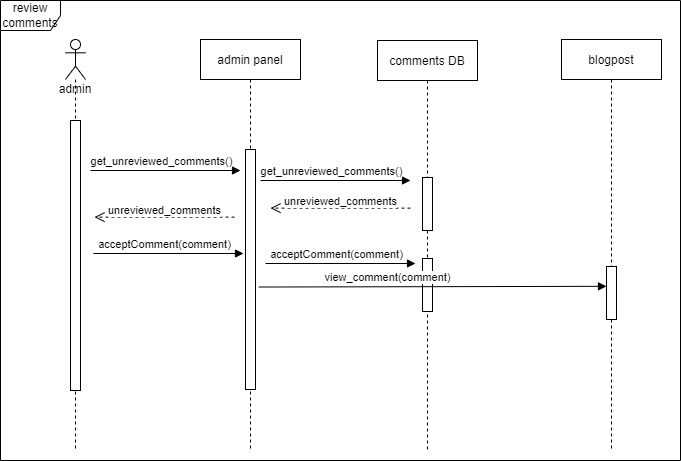 review
comments
admin
admin panel
comments DB
blogpost
get_unreviewed_comments()
get_unreviewed_comments()
unreviewed_comments
unreviewed_comments
acceptComment(comment)
acceptComment(comment)
view_comment(comment)